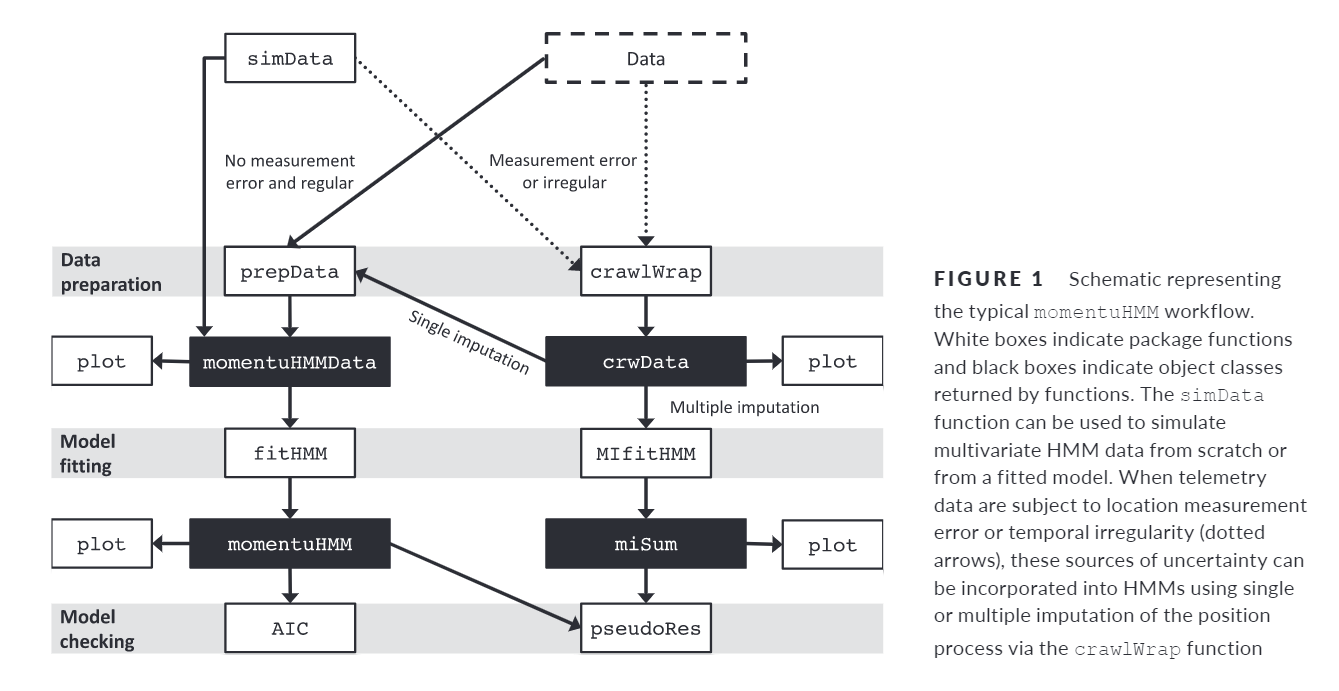 simData
Data
No measurement
error and regular
Measurement error
or irregular
Data
preparation
prepData
crawlWrap
Single imputation
plot
momentuHMMData
crwData
plot
Multiple imputation
Model
fitting
fitHMM
MIfitHMM
plot
momentuHMM
miSum
plot
Model
checking
AIC
pseudoRes
FIGURE 1 Schematic representing
the typical momentuHMM workflow.
White boxes indicate package functions
and black boxes indicate object classes
returned by functions. The simData
function can be used to simulate
multivariate HMM data from scratch or
from a fitted model. When telemetry
data are subject to location measurement
error or temporal irregularity (dotted
arrows), these sources of uncertainty can
be incorporated into HMMs using single
or multiple imputation of the position
process via the crawlWrap function